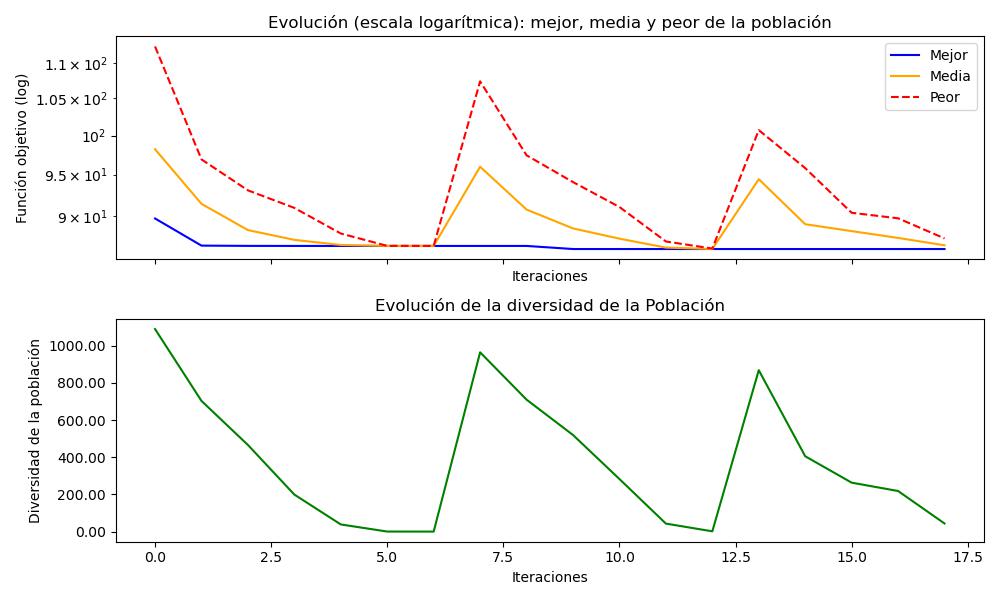 Evolución (escala logarítmica): mejor, media y peor de la población
Función objetivo (log)
1.1 × 10²
1.05 × 10²
10²
9.5 × 10¹
9 × 10¹
Mejor
Media
Peor
Iteraciones
Evolución de la diversidad de la Población
Diversidad de la población
1000.00
800.00
600.00
400.00
200.00
0.00
0.0 2.5 5.0 7.5 10.0 12.5 15.0 17.5
Iteraciones